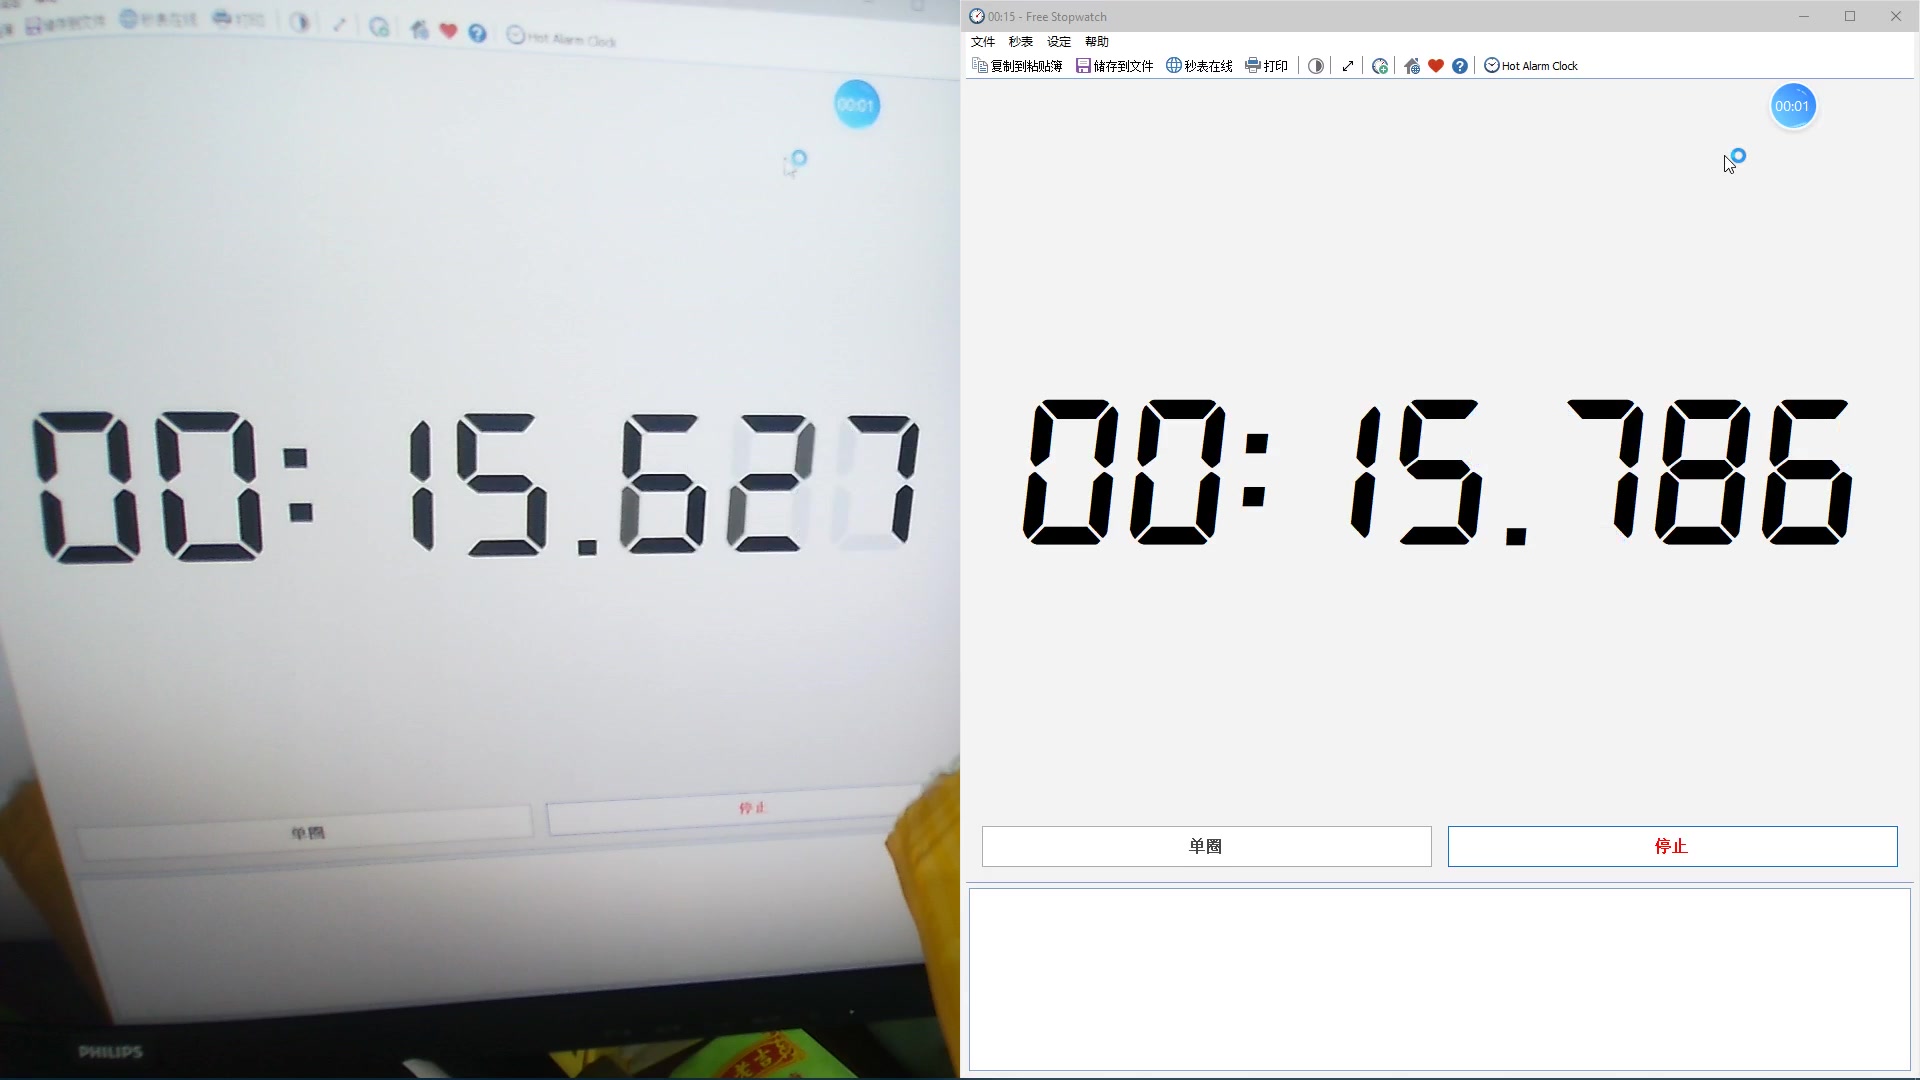 储存到文件 秒表在线 打印 Hot Alarm Clock
00:01
00:15.627
单圈 停止
PHILIPS
00:15 - Free Stopwatch
文件 秒表 设定 帮助
复制到粘贴簿 储存到文件 秒表在线 打印 Hot Alarm Clock
00:01
00:15.786
单圈 停止